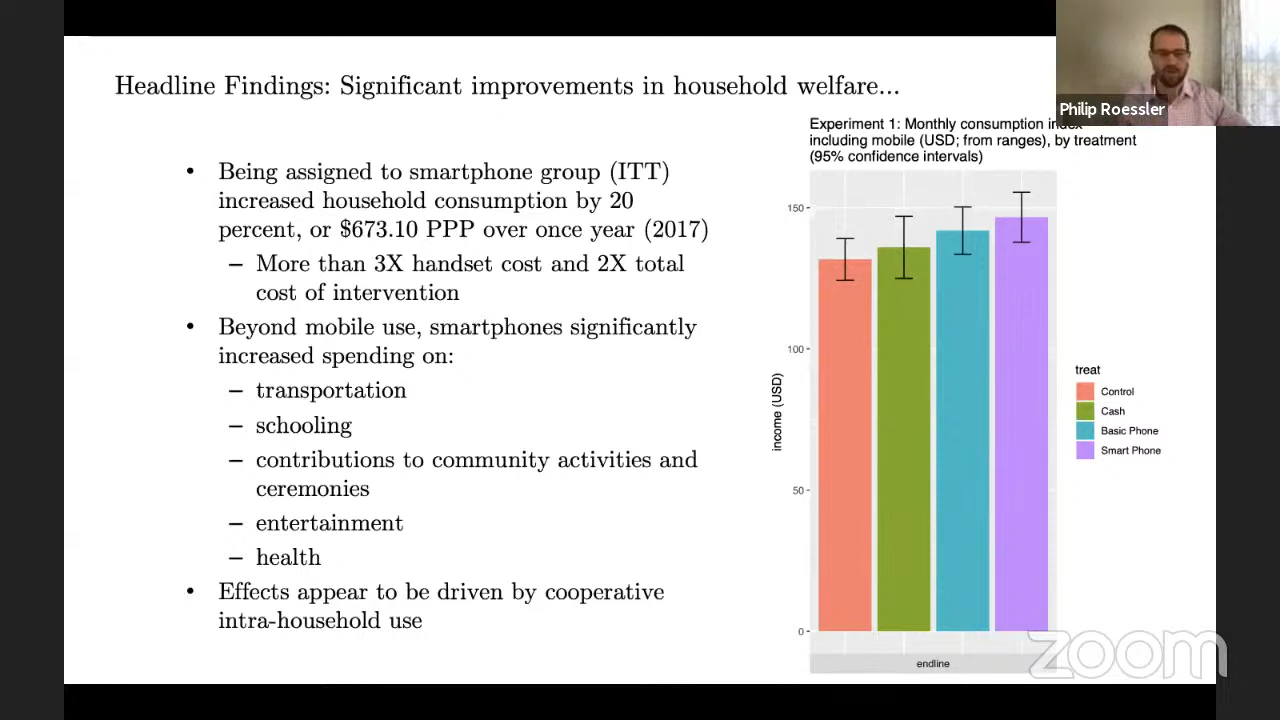 Headline Findings: Significant improvements in household welfare...
Philip Roessler
• Being assigned to smartphone group (ITT)
increased household consumption by 20
percent, or $673.10 PPP over once year (2017)
– More than 3X handset cost and 2X total
cost of intervention
• Beyond mobile use, smartphones significantly
increased spending on:
– transportation
– schooling
– contributions to community activities and
ceremonies
– entertainment
– health
• Effects appear to be driven by cooperative
intra-household use
Experiment 1: Monthly consumption index
including mobile (USD; from ranges), by treatment
(95% confidence intervals)
150
100
50
0
income (USD)
endline
treat
Control
Cash
Basic Phone
Smart Phone
zoom